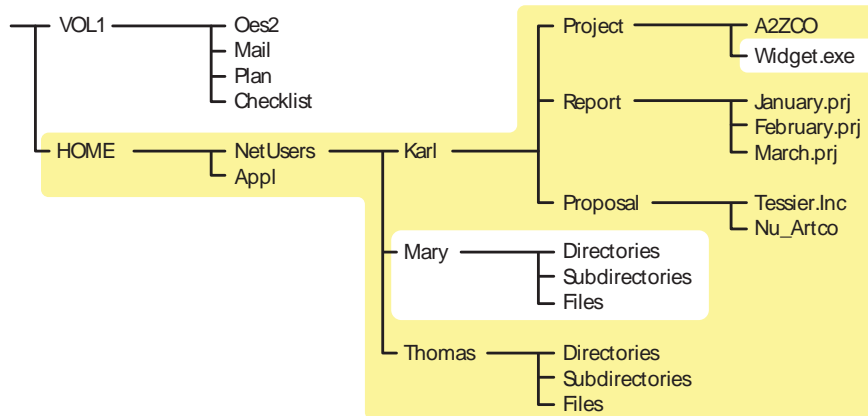 VOL1
Oes2
Mail
Plan
Checklist
HOME
NetUsers
Appl
Karl
Project
A2ZCO
Widget.exe
Report
January.prj
February.prj
March.prj
Proposal
Tessier.Inc
Nu_Artco
Mary
Directories
Subdirectories
Files
Thomas
Directories
Subdirectories
Files